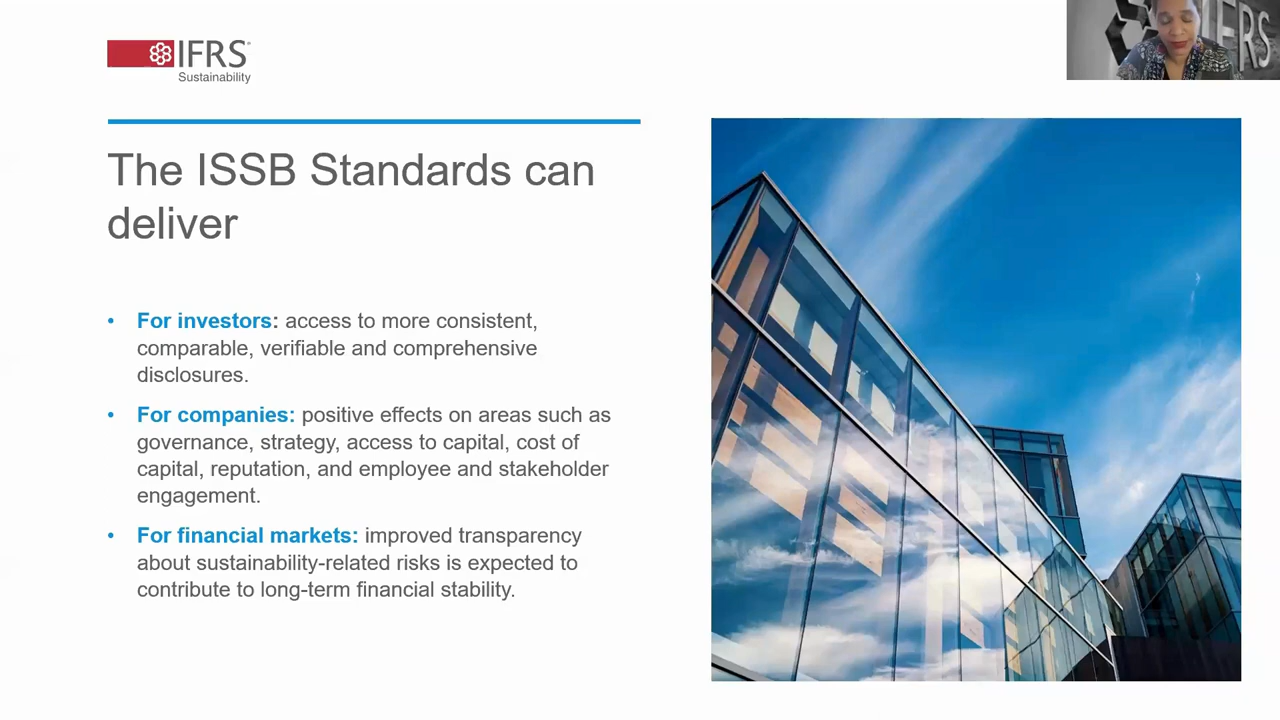 IFRS
Sustainability
The ISSB Standards can
deliver
• For investors: access to more consistent,
comparable, verifiable and comprehensive
disclosures.
• For companies: positive effects on areas such as
governance, strategy, access to capital, cost of
capital, reputation, and employee and stakeholder
engagement.
• For financial markets: improved transparency
about sustainability-related risks is expected to
contribute to long-term financial stability.